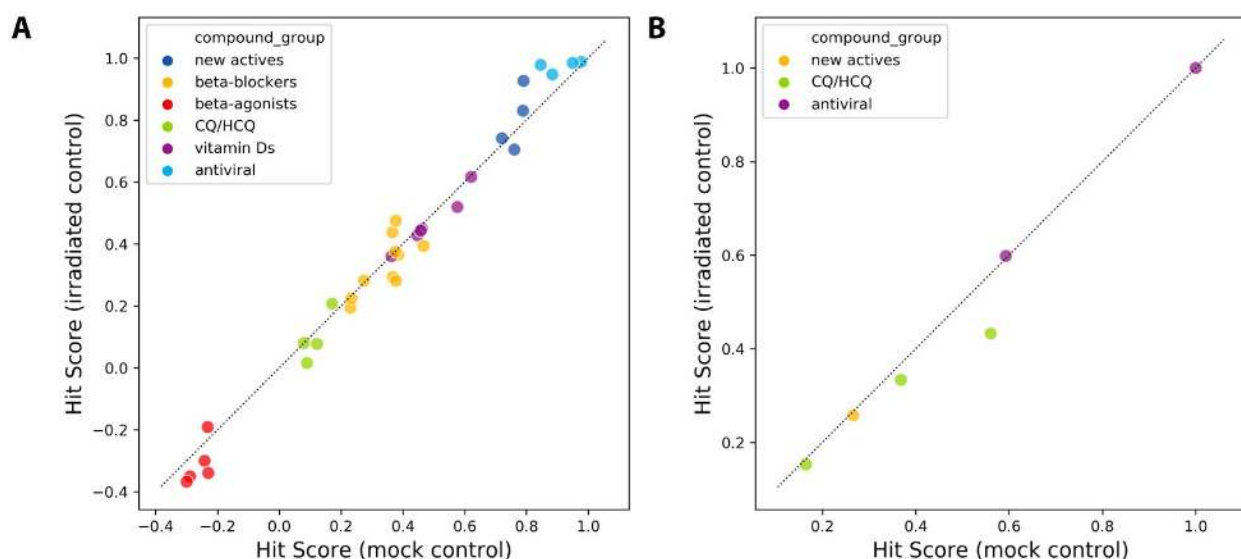 A
compound_group
new actives
beta-blockers
beta-agonists
CQ/HCQ
vitamin Ds
antiviral
Hit Score (irradiated control)
1.0
0.8
0.6
0.4
0.2
0.0
−0.2
−0.4
−0.4 −0.2 0.0 0.2 0.4 0.6 0.8 1.0
Hit Score (mock control)
B
compound_group
new actives
CQ/HCQ
antiviral
Hit Score (irradiated control)
1.0
0.8
0.6
0.4
0.2
0.2 0.4 0.6 0.8 1.0
Hit Score (mock control)